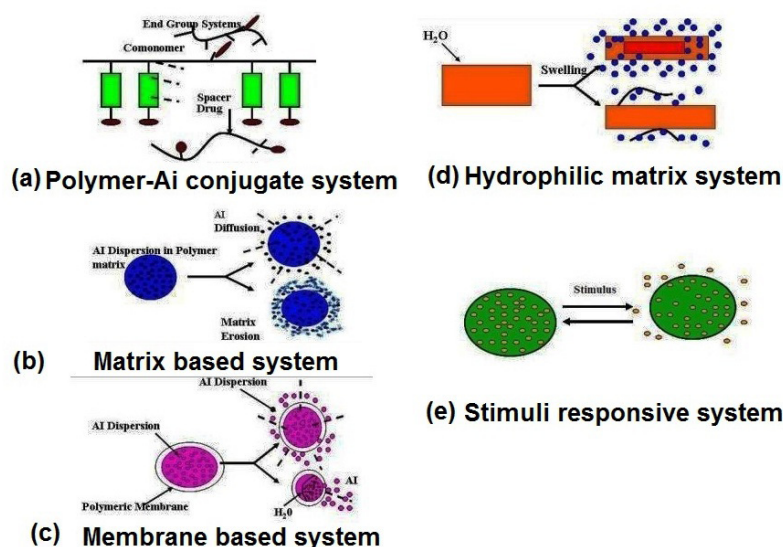 End Group Systems
Comonomer
Spacer
Drug
(a) Polymer-Ai conjugate system
AI
Diffusion
AI Dispersion in Polymer
matrix
Matrix
Erosion
(b) Matrix based system
AI Dispersion
AI Dispersion
Polymeric Membrane
AI
H20
(c) Membrane based system
H2O
Swelling
(d) Hydrophilic matrix system
Stimulus
(e) Stimuli responsive system